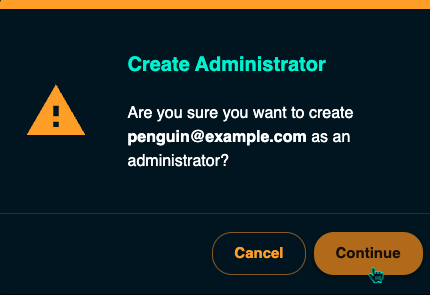 Create Administrator
Are you sure you want to create
penguin@example.com as an
administrator?
Cancel
Continue